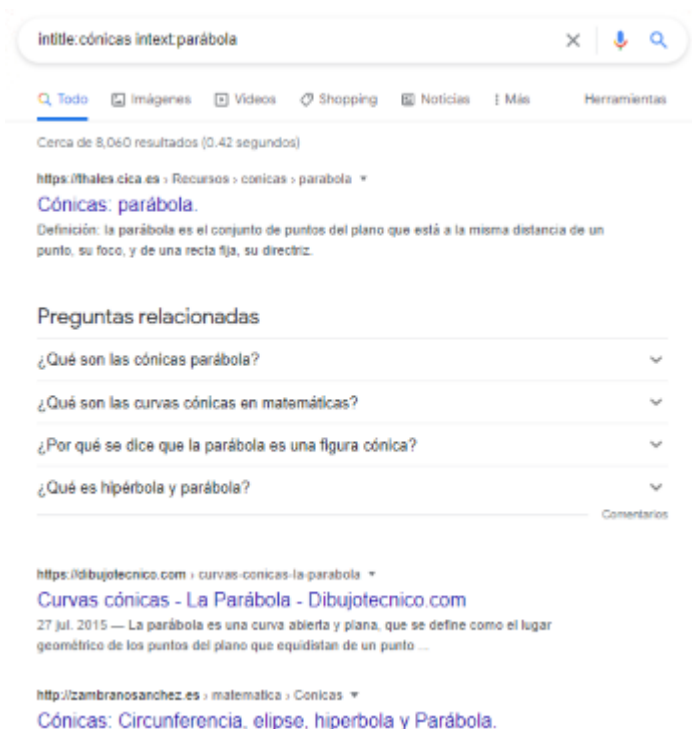 intitle:cónicas intext:parábola
Todo Imágenes Videos Shopping Noticias Más Herramientas
Cerca de 8,060 resultados (0.42 segundos)
https://thales.cica.es › Recursos › conicas › parabola
Cónicas: parábola.
Definición: la parábola es el conjunto de puntos del plano que está a la misma distancia de un
punto, su foco, y de una recta fija, su directriz.
Preguntas relacionadas
¿Qué son las cónicas parábola?
¿Qué son las curvas cónicas en matemáticas?
¿Por qué se dice que la parábola es una figura cónica?
¿Qué es hipérbola y parábola?
Comentarios
https://dibujotecnico.com › curvas-conicas-la-parabola
Curvas cónicas - La Parábola - Dibujotecnico.com
27 jul. 2015 — La parábola es una curva abierta y plana, que se define como el lugar
geométrico de los puntos del plano que equidistan de un punto ...
http://zambranosanchez.es › matematica › Conicas
Cónicas: Circunferencia, elipse, hiperbola y Parábola.